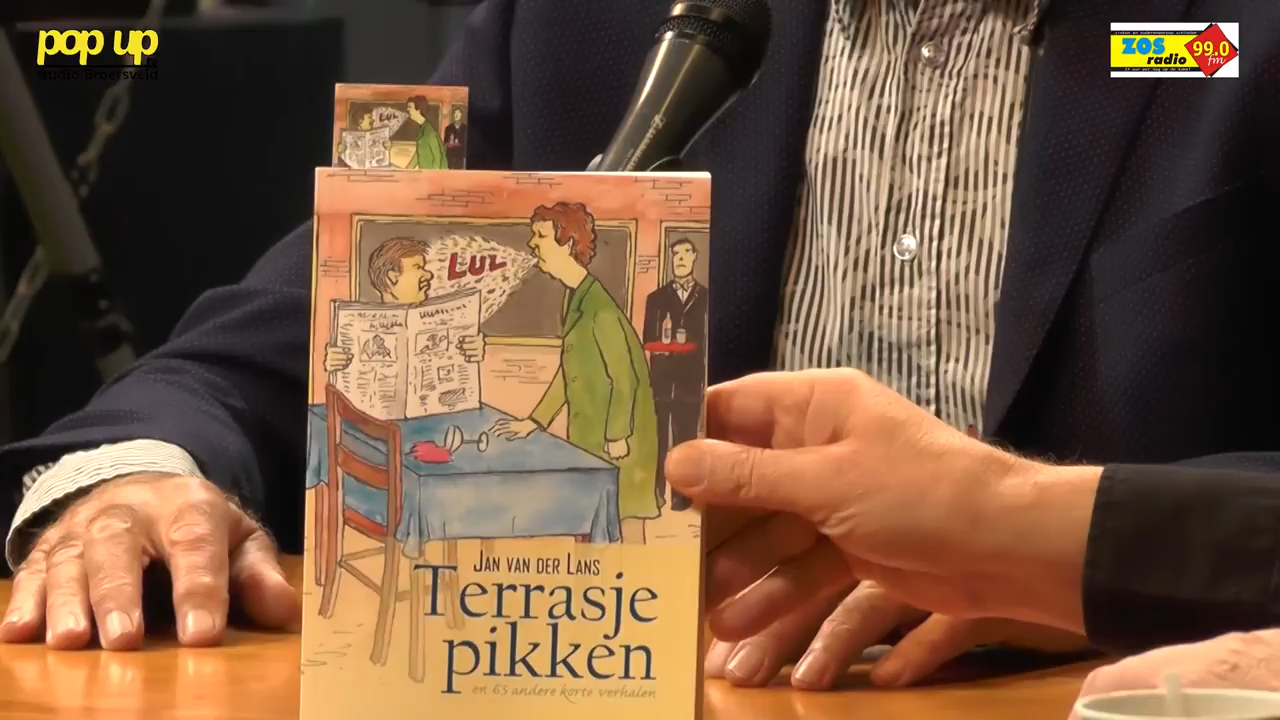 pop up
studio Broersveld
ZOS
radio
99.0
fm
LUL
LUL
JAN VAN DER LANS
Terrasje
pikken
en 65 andere korte verhalen